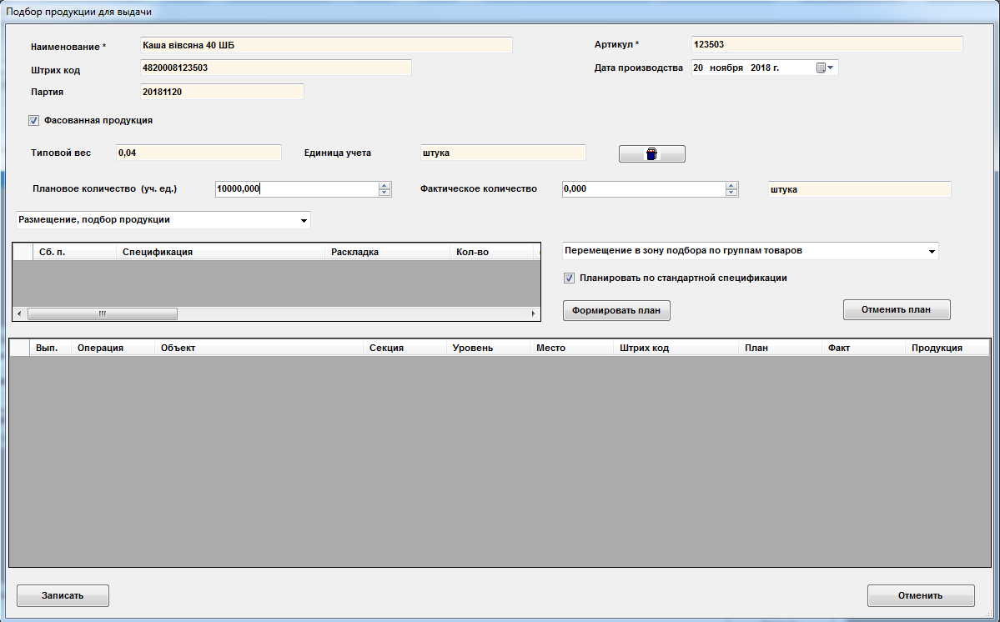 Подбор продукции для выдачи
Наименование * Каша вівсяна 40 ШБ Артикул * 123503
Штрих код 4820008123503 Дата производства 20 ноября 2018 г.
Партия 20181120
Фасованная продукция
Типовой вес 0,04 Единица учета штука
Плановое количество (уч. ед.) 10000,000 Фактическое количество 0,000 штука
Размещение, подбор продукции
Сб. п. Спецификация Раскладка Кол-во
Перемещение в зону подбора по группам товаров
Планировать по стандартной спецификации
Формировать план Отменить план
Вып. Операция Объект Секция Уровень Место Штрих код План Факт Продукция
Записать Отменить